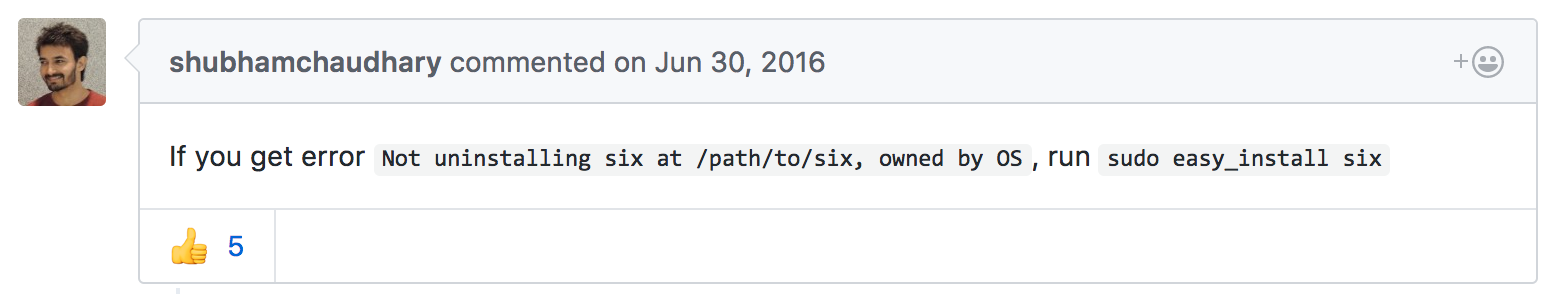 shubhamchaudhary commented on Jun 30, 2016 +
If you get error Not uninstalling six at /path/to/six, owned by OS, run sudo easy_install six
5